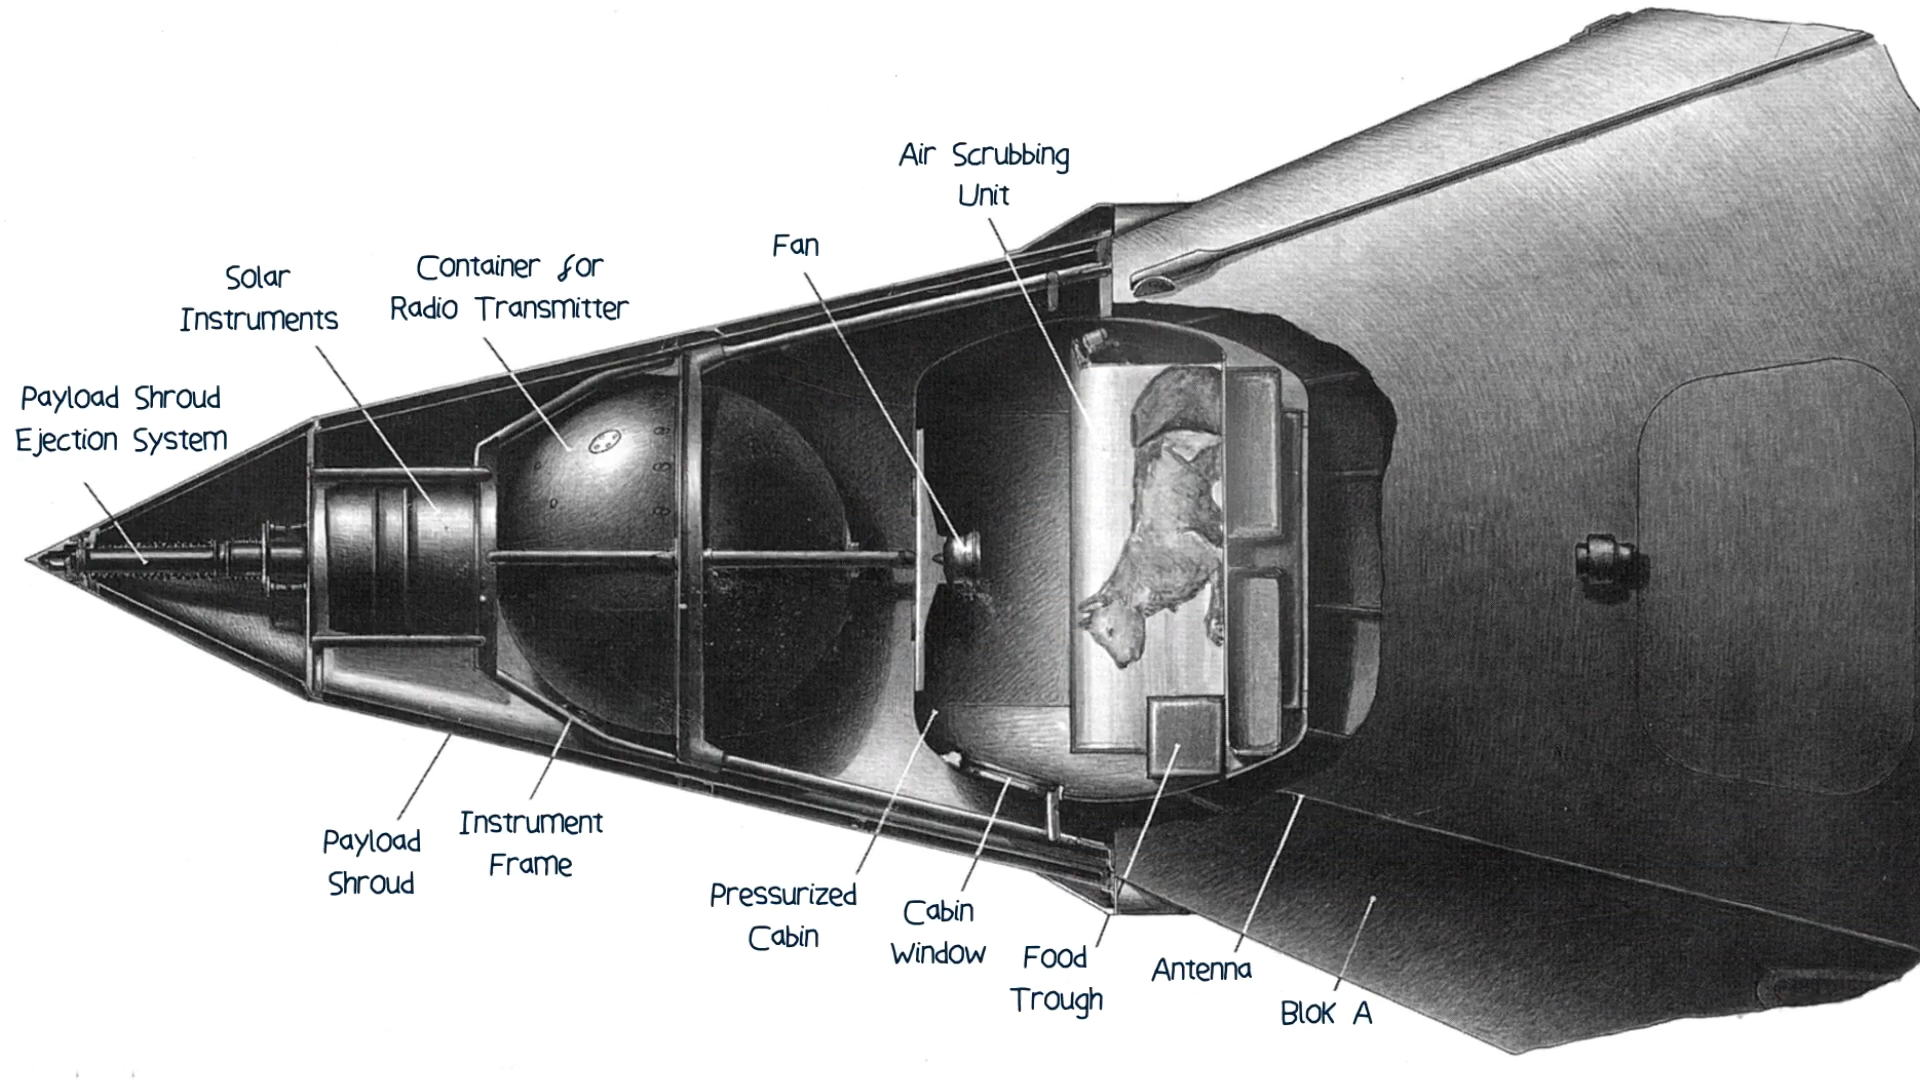 Air Scrubbing
Unit
Fan
Container for
Radio Transmitter
Solar
Instruments
Payload Shroud
Ejection System
Payload
Shroud
Instrument
Frame
Pressurized
Cabin
Cabin
Window
Food
Trough
Antenna
Blok A